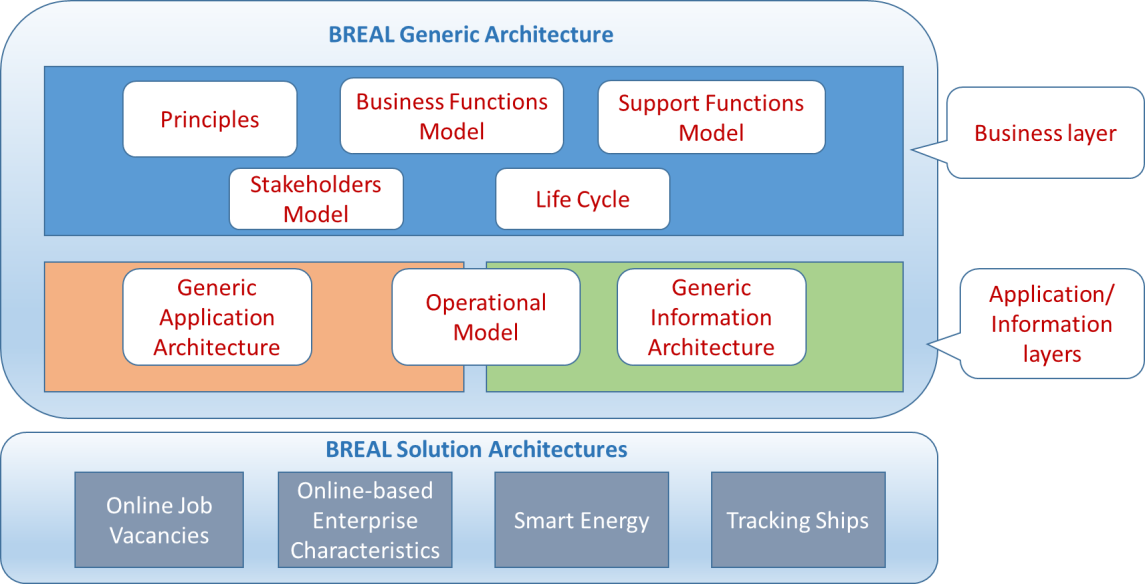 BREAL Generic Architecture
Principles
Business Functions
Model
Support Functions
Model
Business layer
Stakeholders
Model
Life Cycle
Generic
Application
Architecture
Operational
Model
Generic
Information
Architecture
Application/
Information
layers
BREAL Solution Architectures
Online Job
Vacancies
Online-based
Enterprise
Characteristics
Smart Energy
Tracking Ships